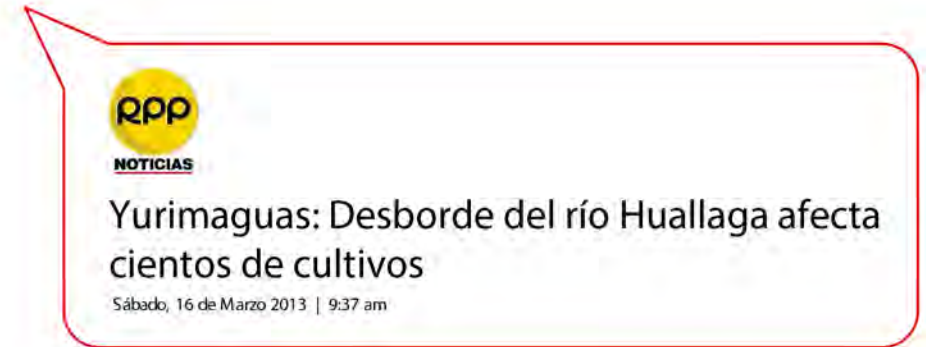 RPP
NOTICIAS
Yurimaguas: Desborde del río Huallaga afecta
cientos de cultivos
Sábado, 16 de Marzo 2013 | 9:37 am